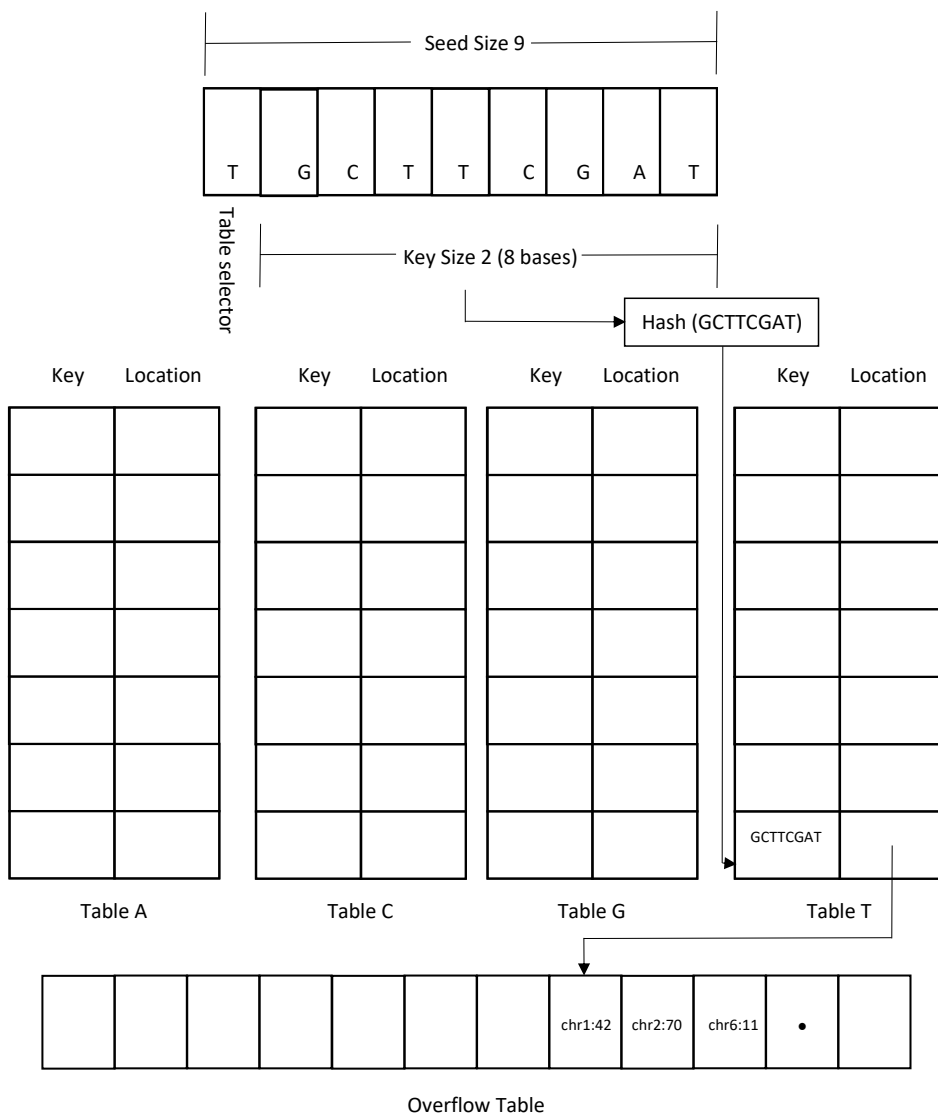 Seed Size 9
T G C T T C G A T
Table selector
Key Size 2 (8 bases)
Hash (GCTTCGAT)
Key Location Key Location Key Location Key Location
GCTTCGAT
Table A Table C Table G Table T
chr1:42 chr2:70 chr6:11 •
Overflow Table